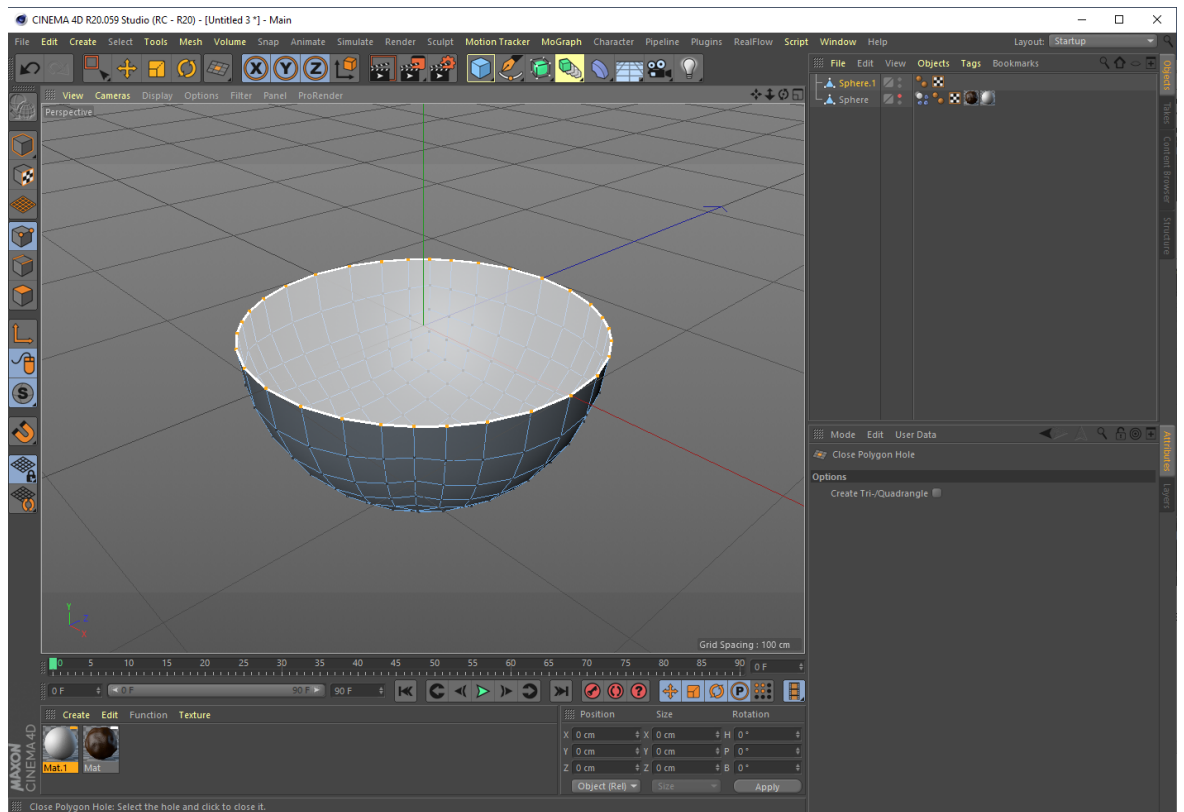 CINEMA 4D R20.059 Studio (RC - R20) - [Untitled 3 *] - Main
File Edit Create Select Tools Mesh Volume Snap Animate Simulate Render Sculpt Motion Tracker MoGraph Character Pipeline Plugins RealFlow Script Window Help Layout: Startup
File Edit View Objects Tags Bookmarks
View Cameras Display Options Filter Panel ProRender
Perspective
Sphere.1
Sphere
Objects
Takes
Content Browser
Structure
Mode Edit User Data
Close Polygon Hole
Options
Create Tri-/Quadrangle
Attributes
Layers
Y
Z
X
Grid Spacing : 100 cm
0 5 10 15 20 25 30 35 40 45 50 55 60 65 70 75 80 85 90 0 F
0 F 0 F 90 F 90 F
Create Edit Function Texture
Mat.1 Mat
Position Size Rotation
X 0 cm X 0 cm H 0 °
Y 0 cm Y 0 cm P 0 °
Z 0 cm Z 0 cm B 0 °
Object (Rel) Size Apply
MAXON
CINEMA 4D
Close Polygon Hole: Select the hole and click to close it.